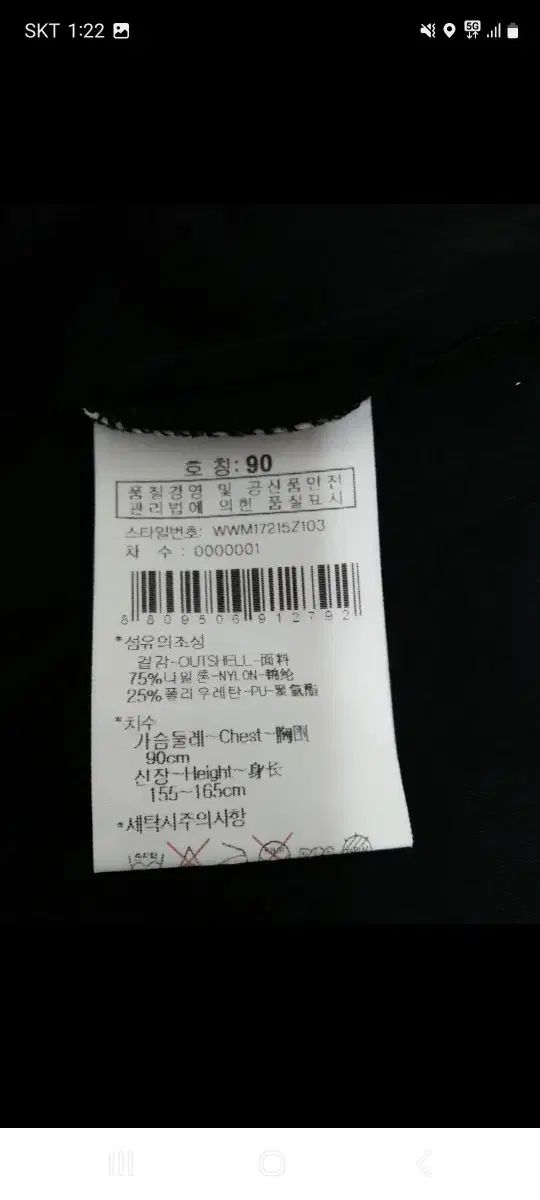 SKT 1:22
5G
호 칭: 90
품질경영 및 공산품안전
관리법에 의한 품질표시
스타일번호: WWM17215Z103
차 수 : 0000001
8 809506 912792
*섬유의조성
겉감-OUTSHELL-面料
75%나일론-NYLON-锦纶
25%폴리우레탄-PU-聚氨酯
*치수
가슴둘레~Chest~胸围
90cm
신장~Height~身长
155~165cm
*세탁시주의사항